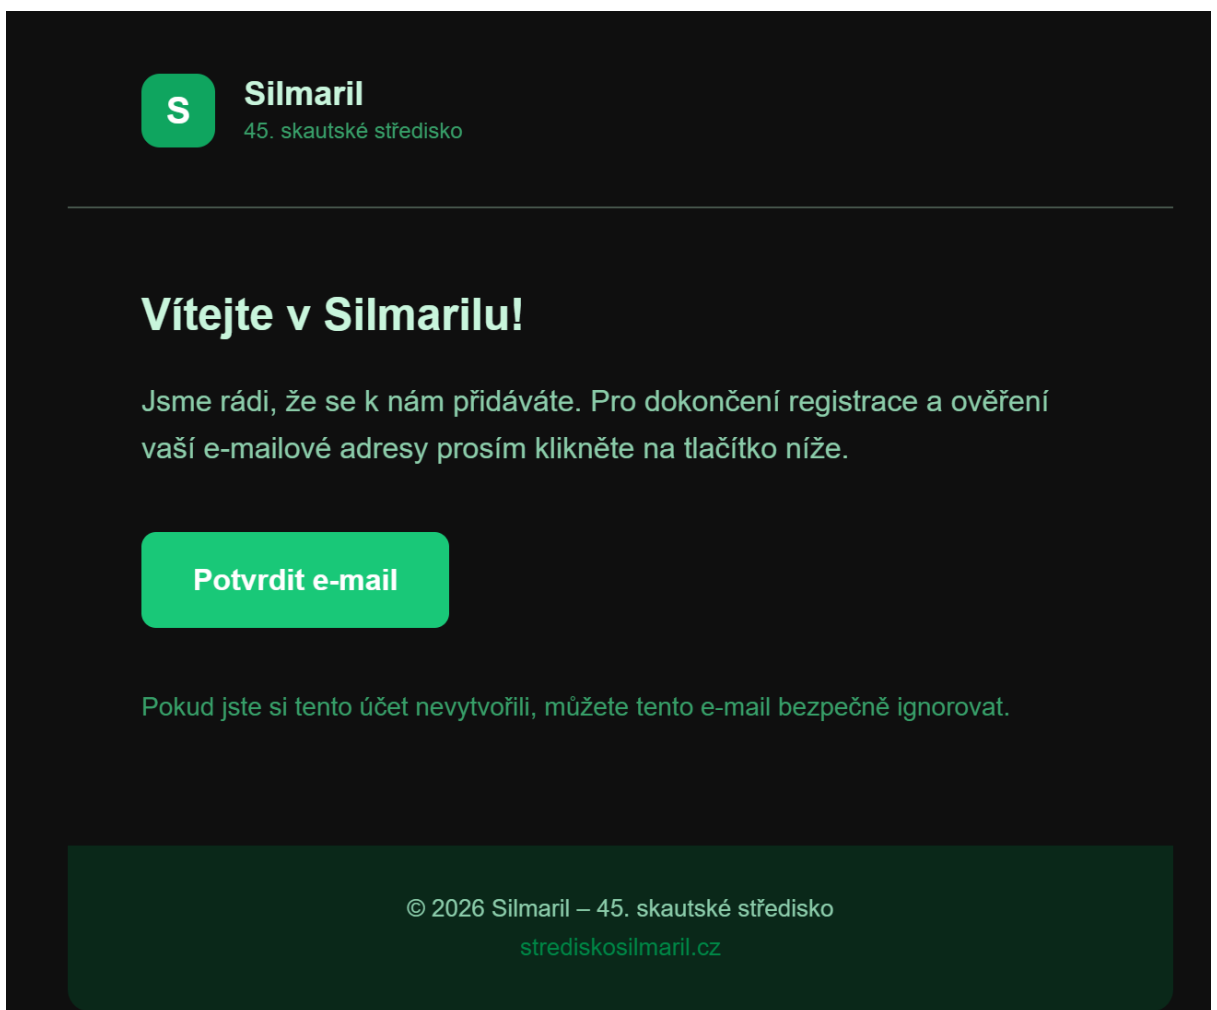 S
Silmaril
45. skautské středisko
Vítejte v Silmarilu!
Jsme rádi, že se k nám přidáváte. Pro dokončení registrace a ověření
vaší e-mailové adresy prosím klikněte na tlačítko níže.
Potvrdit e-mail
Pokud jste si tento účet nevytvořili, můžete tento e-mail bezpečně ignorovat.
© 2026 Silmaril – 45. skautské středisko
strediskosilmaril.cz